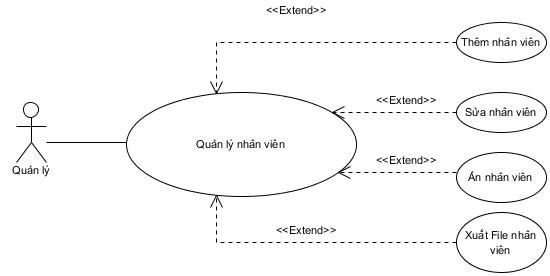 <<Extend>>
Thêm nhân viên
<<Extend>>
Sửa nhân viên
Quản lý nhân viên
<<Extend>>
Quản lý
Ẩn nhân viên
<<Extend>>
Xuất File nhân
viên